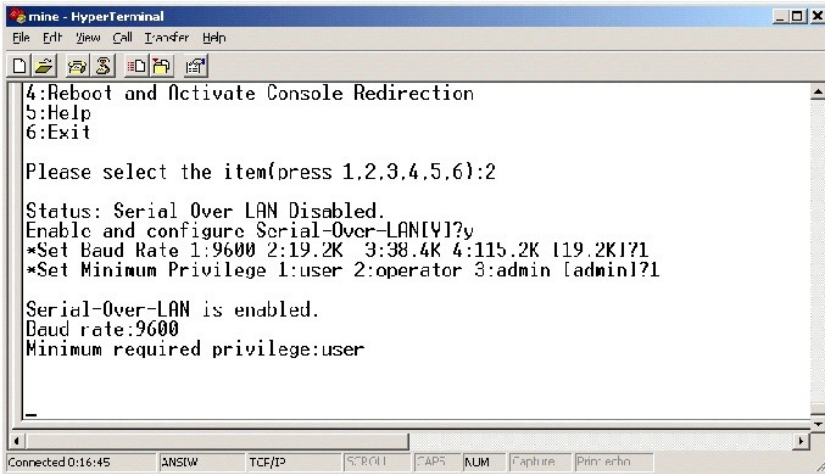 mine - HyperTerminal
File Edit View Call Transfer Help
4:Reboot and Activate Console Redirection
5:Help
6:Exit
Please select the item(press 1,2,3,4,5,6):2
Status: Serial Over LAN Disabled.
Enable and configure Serial-Over-LAN[Y]?y
*Set Baud Rate 1:9600 2:19.2K 3:38.4K 4:115.2K [19.2K]?1
*Set Minimum Privilege 1:user 2:operator 3:admin [admin]?1
Serial-Over-LAN is enabled.
Baud rate:9600
Minimum required privilege:user
Connected 0:16:45 ANSIW TCP/IP SCROLL CAPS NUM Capture Print echo